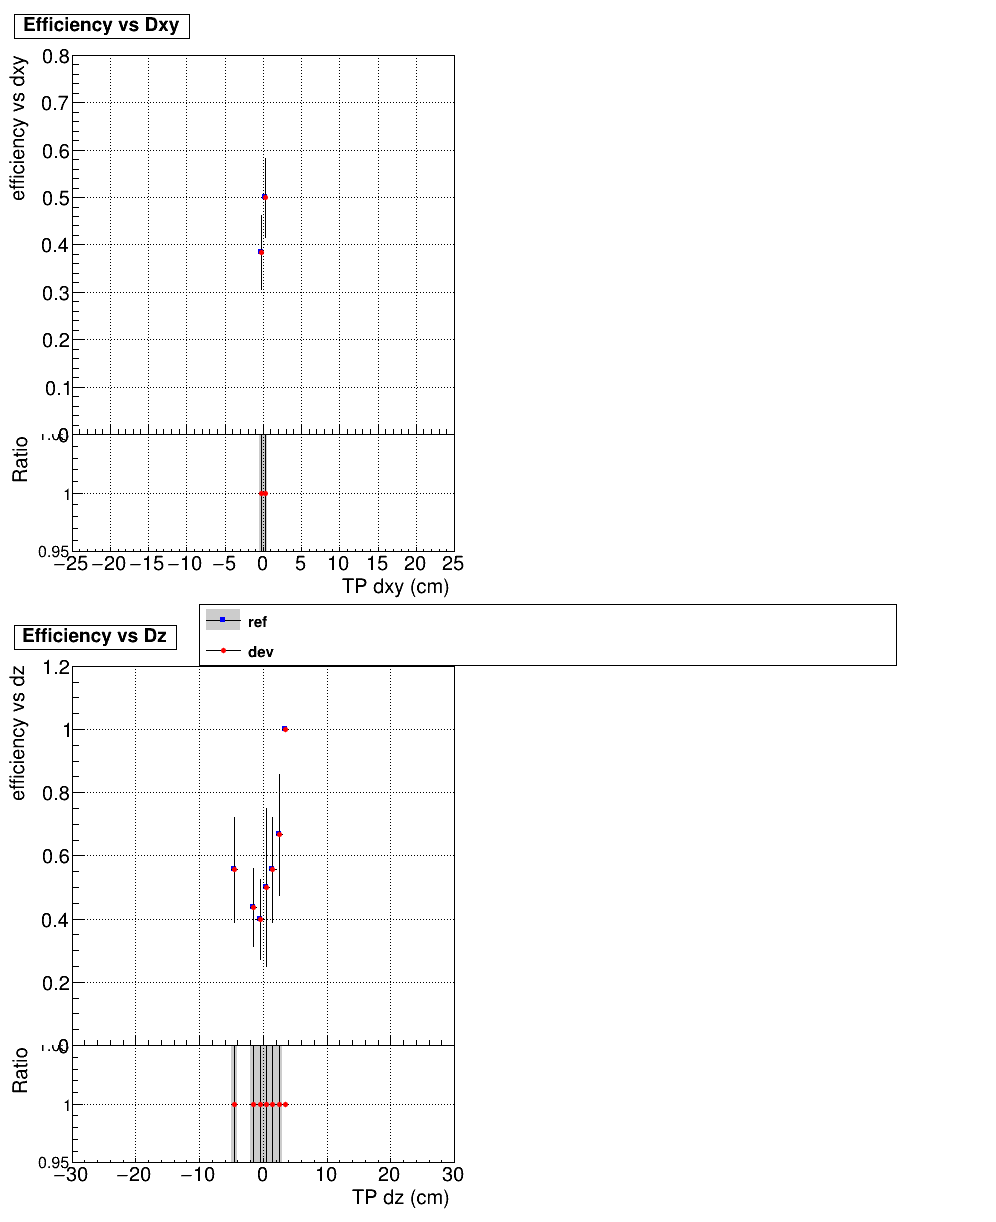 Efficiency vs Dxy
efficiency vs dxy
0.8
0.7
0.6
0.5
0.4
0.3
0.2
0.1
0
Ratio
1
0.95
−25 −20 −15 −10 −5 0 5 10 15 20 25
TP dxy (cm)
ref
dev
Efficiency vs Dz
efficiency vs dz
1.2
1
0.8
0.6
0.4
0.2
0
Ratio
1
0.95
−30 −20 −10 0 10 20 30
TP dz (cm)